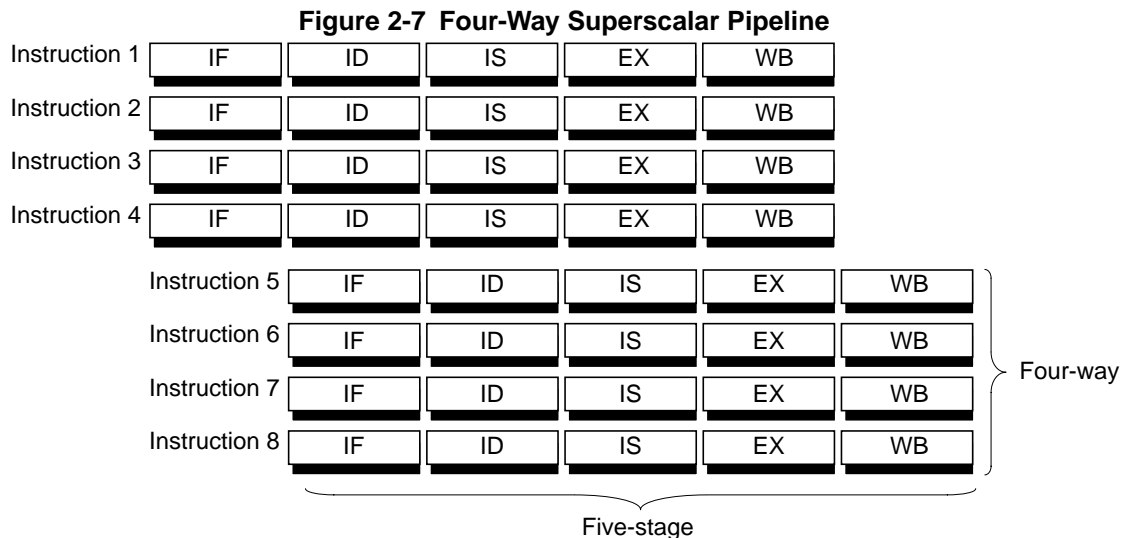 Figure 2-7 Four-Way Superscalar Pipeline
Instruction 1 IF ID IS EX WB
Instruction 2 IF ID IS EX WB
Instruction 3 IF ID IS EX WB
Instruction 4 IF ID IS EX WB
Instruction 5 IF ID IS EX WB
Instruction 6 IF ID IS EX WB
Instruction 7 IF ID IS EX WB
Instruction 8 IF ID IS EX WB
Four-way
Five-stage